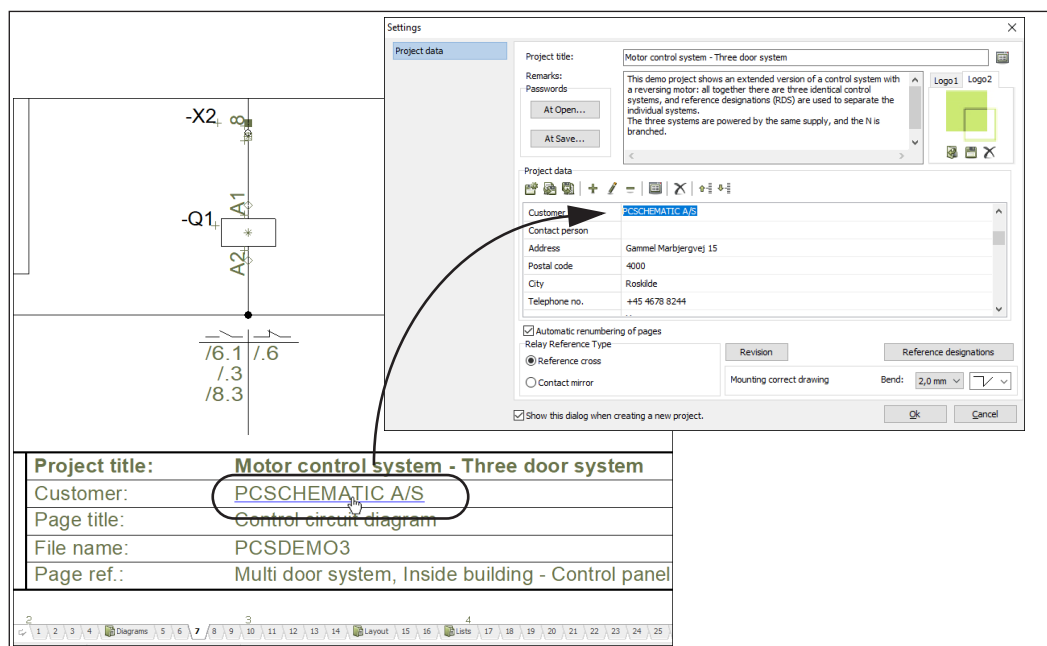 Settings
Project data
Project title:
Motor control system - Three door system
Remarks:
This demo project shows an extended version of a control system with
a reversing motor: all together there are three identical control
systems, and reference designations (RDS) are used to separate the
individual systems.
The three systems are powered by the same supply, and the N is
branched.
Logo1 Logo2
Passwords
At Open...
At Save...
Project data
Customer PCSCHEMATIC A/S
Contact person
Address Gammel Marbjergvej 15
Postal code 4000
City Roskilde
Telephone no. +45 4678 8244
Automatic renumbering of pages
Relay Reference Type
Reference cross
Contact mirror
Revision
Reference designations
Mounting correct drawing
Bend: 2,0 mm
Show this dialog when creating a new project.
Ok Cancel
-X2
8
-Q1
A1
A2
/6.1 /.6
/.3
/8.3
Project title: Motor control system - Three door system
Customer: PCSCHEMATIC A/S
Page title: Control circuit diagram
File name: PCSDEMO3
Page ref.: Multi door system, Inside building - Control panel
2 3 4
1 2 3 4 Diagrams 5 6 7 8 9 10 11 12 13 14 Layout 15 16 Lists 17 18 19 20 21 22 23 24 25